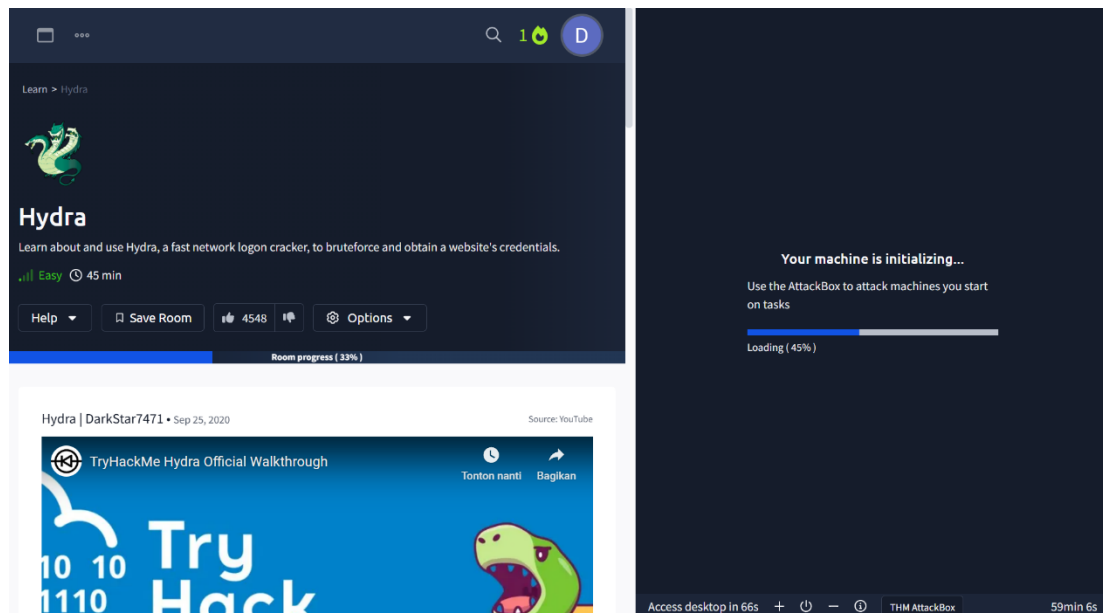 1
D
Learn > Hydra
Hydra
Learn about and use Hydra, a fast network logon cracker, to bruteforce and obtain a website's credentials.
Easy 45 min
Help Save Room 4548 Options
Room progress ( 33% )
Hydra | DarkStar7471 • Sep 25, 2020
Source: YouTube
TryHackMe Hydra Official Walkthrough
Tonton nanti Bagikan
Try
Hack
10 10
1110
Your machine is initializing...
Use the AttackBox to attack machines you start
on tasks
Loading ( 45% )
Access desktop in 66s THM AttackBox 59min 6s